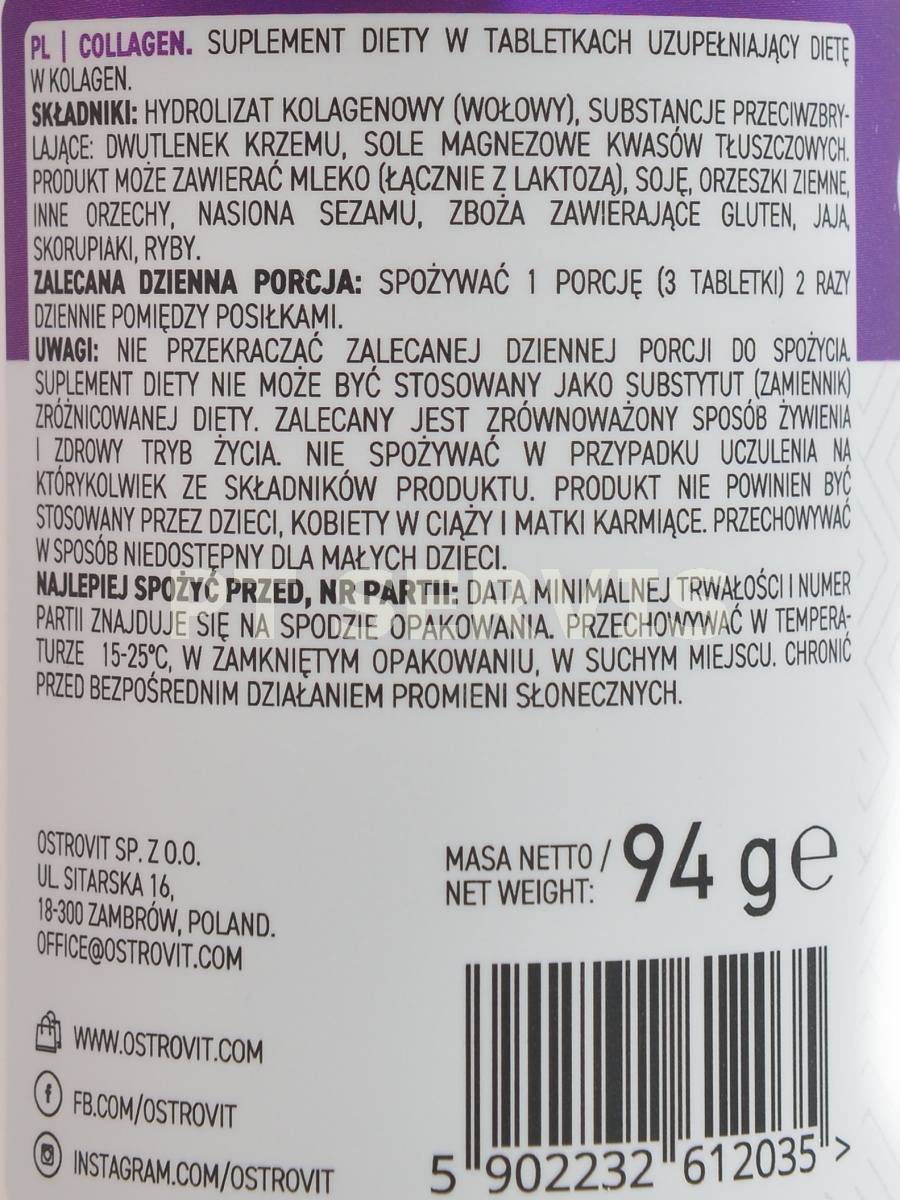 PL | COLLAGEN. SUPLEMENT DIETY W TABLETKACH UZUPEŁNIAJĄCY DIETĘ
W KOLAGEN.
SKŁADNIKI: HYDROLIZAT KOLAGENOWY (WOŁOWY), SUBSTANCJE PRZECIWZBRY-
LAJĄCE: DWUTLENEK KRZEMU, SOLE MAGNEZOWE KWASÓW TŁUSZCZOWYCH.
PRODUKT MOŻE ZAWIERAĆ MLEKO (ŁĄCZNIE Z LAKTOZĄ), SOJĘ, ORZESZKI ZIEMNE,
INNE ORZECHY, NASIONA SEZAMU, ZBOŻA ZAWIERAJĄCE GLUTEN, JAJA,
SKORUPIAKI, RYBY.
ZALECANA DZIENNA PORCJA: SPOŻYWAĆ 1 PORCJĘ (3 TABLETKI) 2 RAZY
DZIENNIE POMIĘDZY POSIŁKAMI.
UWAGI: NIE PRZEKRACZAĆ ZALECANEJ DZIENNEJ PORCJI DO SPOŻYCIA.
SUPLEMENT DIETY NIE MOŻE BYĆ STOSOWANY JAKO SUBSTYTUT (ZAMIENNIK)
ZRÓŻNICOWANEJ DIETY. ZALECANY JEST ZRÓWNOWAŻONY SPOSÓB ŻYWIENIA
I ZDROWY TRYB ŻYCIA. NIE SPOŻYWAĆ W PRZYPADKU UCZULENIA NA
KTÓRYKOLWIEK ZE SKŁADNIKÓW PRODUKTU. PRODUKT NIE POWINIEN BYĆ
STOSOWANY PRZEZ DZIECI, KOBIETY W CIĄŻY I MATKI KARMIĄCE. PRZECHOWYWAĆ
W SPOSÓB NIEDOSTĘPNY DLA MAŁYCH DZIECI.
NAJLEPIEJ SPOŻYĆ PRZED, NR PARTII: DATA MINIMALNEJ TRWAŁOŚCI I NUMER
PARTII ZNAJDUJE SIĘ NA SPODZIE OPAKOWANIA. PRZECHOWYWAĆ W TEMPERA-
TURZE 15-25°C, W ZAMKNIĘTYM OPAKOWANIU, W SUCHYM MIEJSCU. CHRONIĆ
PRZED BEZPOŚREDNIM DZIAŁANIEM PROMIENI SŁONECZNYCH.
PT SERVIS
OSTROVIT SP. Z O.O.
UL SITARSKA 16,
18-300 ZAMBRÓW, POLAND.
OFFICE@OSTROVIT.COM
MASA NETTO /
NET WEIGHT:
94 g e
WWW.OSTROVIT.COM
FB.COM/OSTROVIT
INSTAGRAM.COM/OSTROVIT
5 902232 612035 >